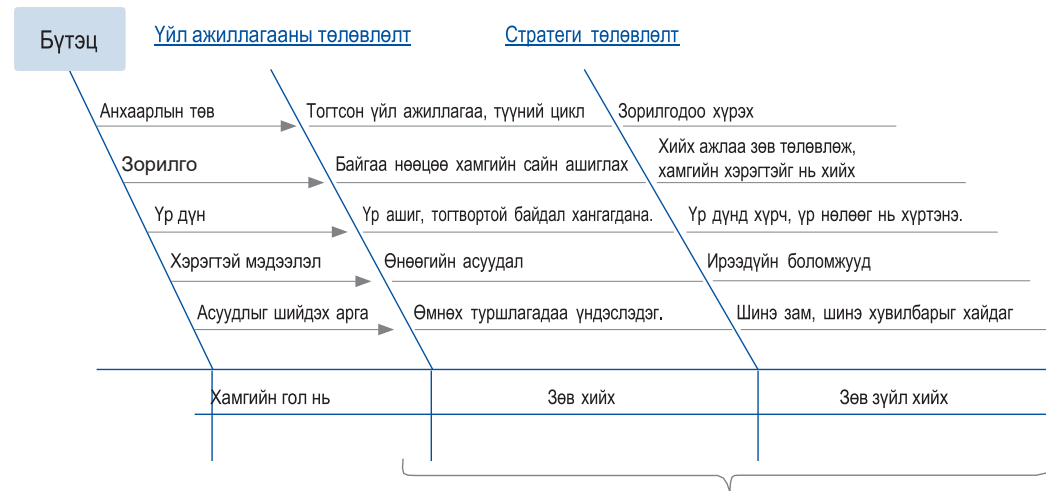 Бүтэц
Үйл ажиллагааны төлөвлөлт
Стратеги төлөвлөлт
Анхаарлын төв
Тогтсон үйл ажиллагаа, түүний цикл
Зорилгодоо хүрэх
Зорилго
Байгаа нөөцөө хамгийн сайн ашиглах
Хийх ажлаа зөв төлөвлөж,
хамгийн хэрэгтэйг нь хийх
Үр дүн
Үр ашиг, тогтвортой байдал хангагдана.
Үр дүнд хүрч, үр нөлөөг нь хүртэнэ.
Хэрэгтэй мэдээлэл
Өнөөгийн асуудал
Ирээдүйн боломжууд
Асуудлыг шийдэх арга
Өмнөх туршлагадаа үндэслэдэг.
Шинэ зам, шинэ хувилбарыг хайдаг
Хамгийн гол нь
Зөв хийх
Зөв зүйл хийх